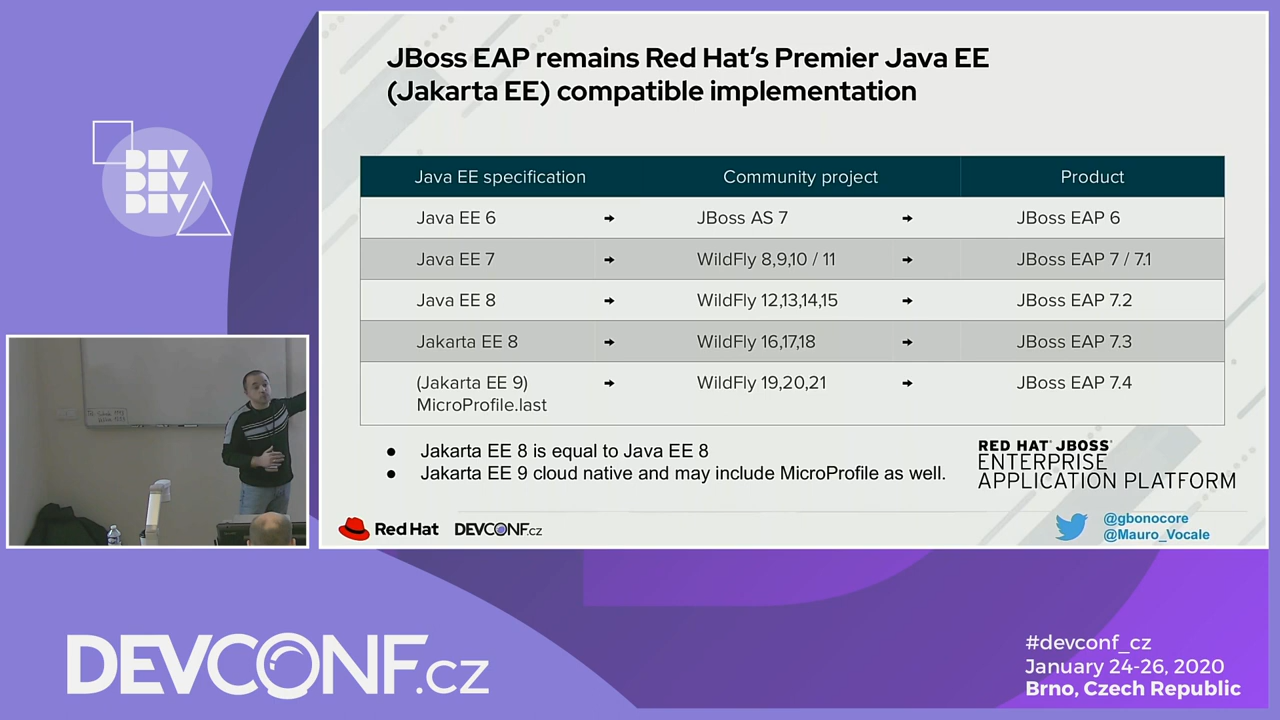 JBoss EAP remains Red Hat's Premier Java EE
(Jakarta EE) compatible implementation
DEV
DEV
DEV
Java EE specification Community project Product
Java EE 6 → JBoss AS 7 → JBoss EAP 6
Java EE 7 → WildFly 8,9,10 / 11 → JBoss EAP 7 / 7.1
Java EE 8 → WildFly 12,13,14,15 → JBoss EAP 7.2
Jakarta EE 8 → WildFly 16,17,18 → JBoss EAP 7.3
(Jakarta EE 9) → WildFly 19,20,21 → JBoss EAP 7.4
MicroProfile.last
● Jakarta EE 8 is equal to Java EE 8
● Jakarta EE 9 cloud native and may include MicroProfile as well.
RED HAT® JBOSS®
ENTERPRISE
APPLICATION PLATFORM
Red Hat DEVCONF.cz
@gbonocore
@Mauro_Vocale
DEVCONF.cz
#devconf_cz
January 24-26, 2020
Brno, Czech Republic